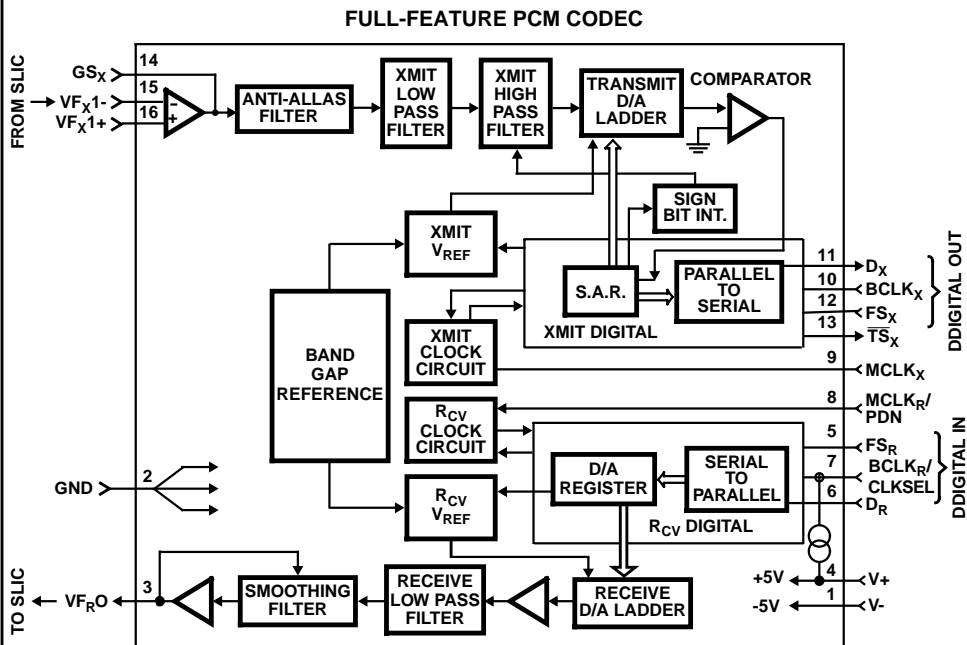 FULL-FEATURE PCM CODEC
FROM SLIC
14
GSX
15
VFX1-
16
VFX1+
−
+
ANTI-ALLAS
FILTER
XMIT
LOW
PASS
FILTER
XMIT
HIGH
PASS
FILTER
TRANSMIT
D/A
LADDER
COMPARATOR
SIGN
BIT INT.
XMIT
VREF
S.A.R.
PARALLEL
TO
SERIAL
XMIT DIGITAL
XMIT
CLOCK
CIRCUIT
BAND
GAP
REFERENCE
RCV
CLOCK
CIRCUIT
RCV
VREF
D/A
REGISTER
SERIAL
TO
PARALLEL
RCV DIGITAL
11
DX
10
BCLKX
12
FSX
13
TSX
DDIGITAL OUT
9
MCLKX
8
MCLKR/
PDN
5
FSR
7
BCLKR/
CLKSEL
6
DR
DDIGITAL IN
+5V
4
V+
-5V
1
V-
GND
2
TO SLIC
VFRO
3
SMOOTHING
FILTER
RECEIVE
LOW PASS
FILTER
RECEIVE
D/A LADDER